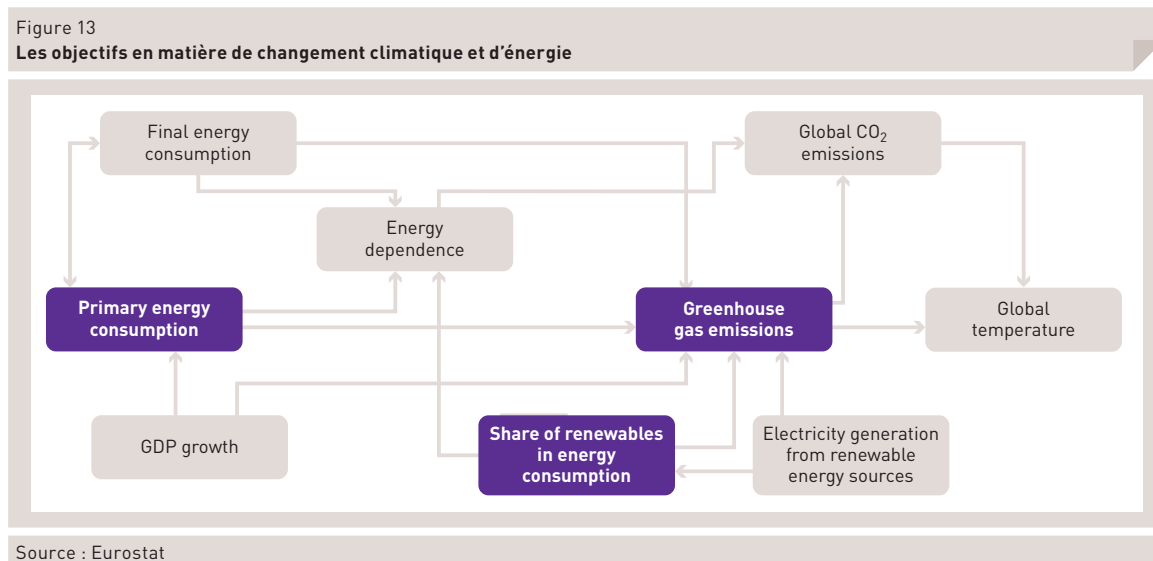 Figure 13
Les objectifs en matière de changement climatique et d’énergie
Final energy
consumption
Global CO₂
emissions
Energy
dependence
Primary energy
consumption
Greenhouse
gas emissions
Global
temperature
GDP growth
Share of renewables
in energy
consumption
Electricity generation
from renewable
energy sources
Source : Eurostat